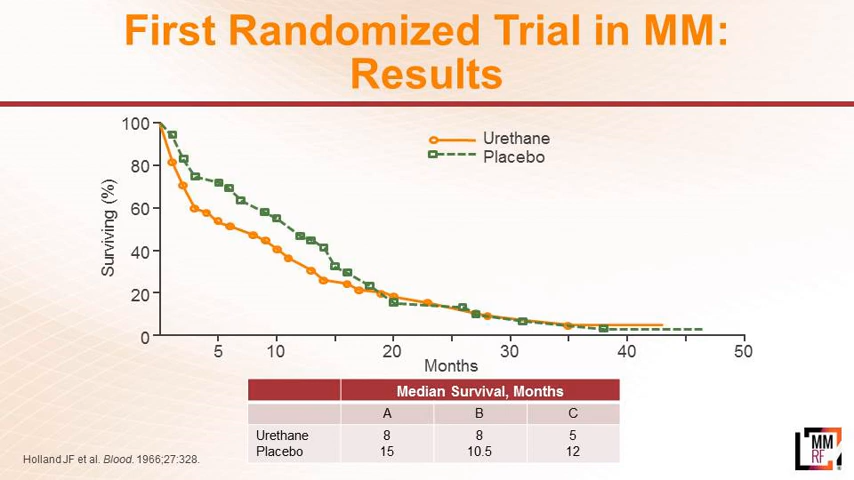 First Randomized Trial in MM:
Results
Urethane
Placebo
Surviving (%)
100
80
60
40
20
0
5 10 20 30 40 50
Months
Median Survival, Months
A B C
Urethane 8 8 5
Placebo 15 10.5 12
Holland JF et al. Blood. 1966;27:328.
MM
RF